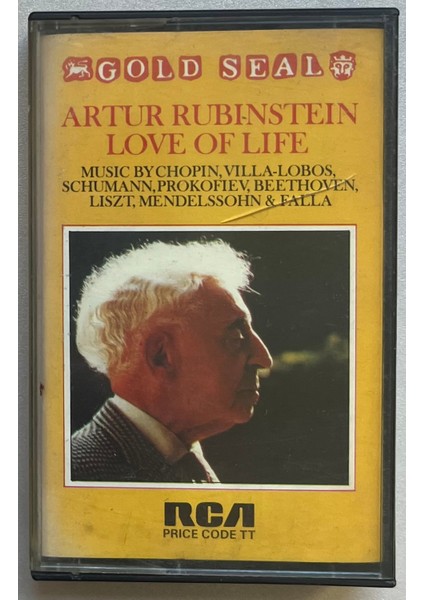 GOLD SEAL
ARTUR RUBINSTEIN
LOVE OF LIFE
MUSIC BY CHOPIN, VILLA-LOBOS,
SCHUMANN, PROKOFIEV, BEETHOVEN,
LISZT, MENDELSSOHN & FALLA
RCA
PRICE CODE TT